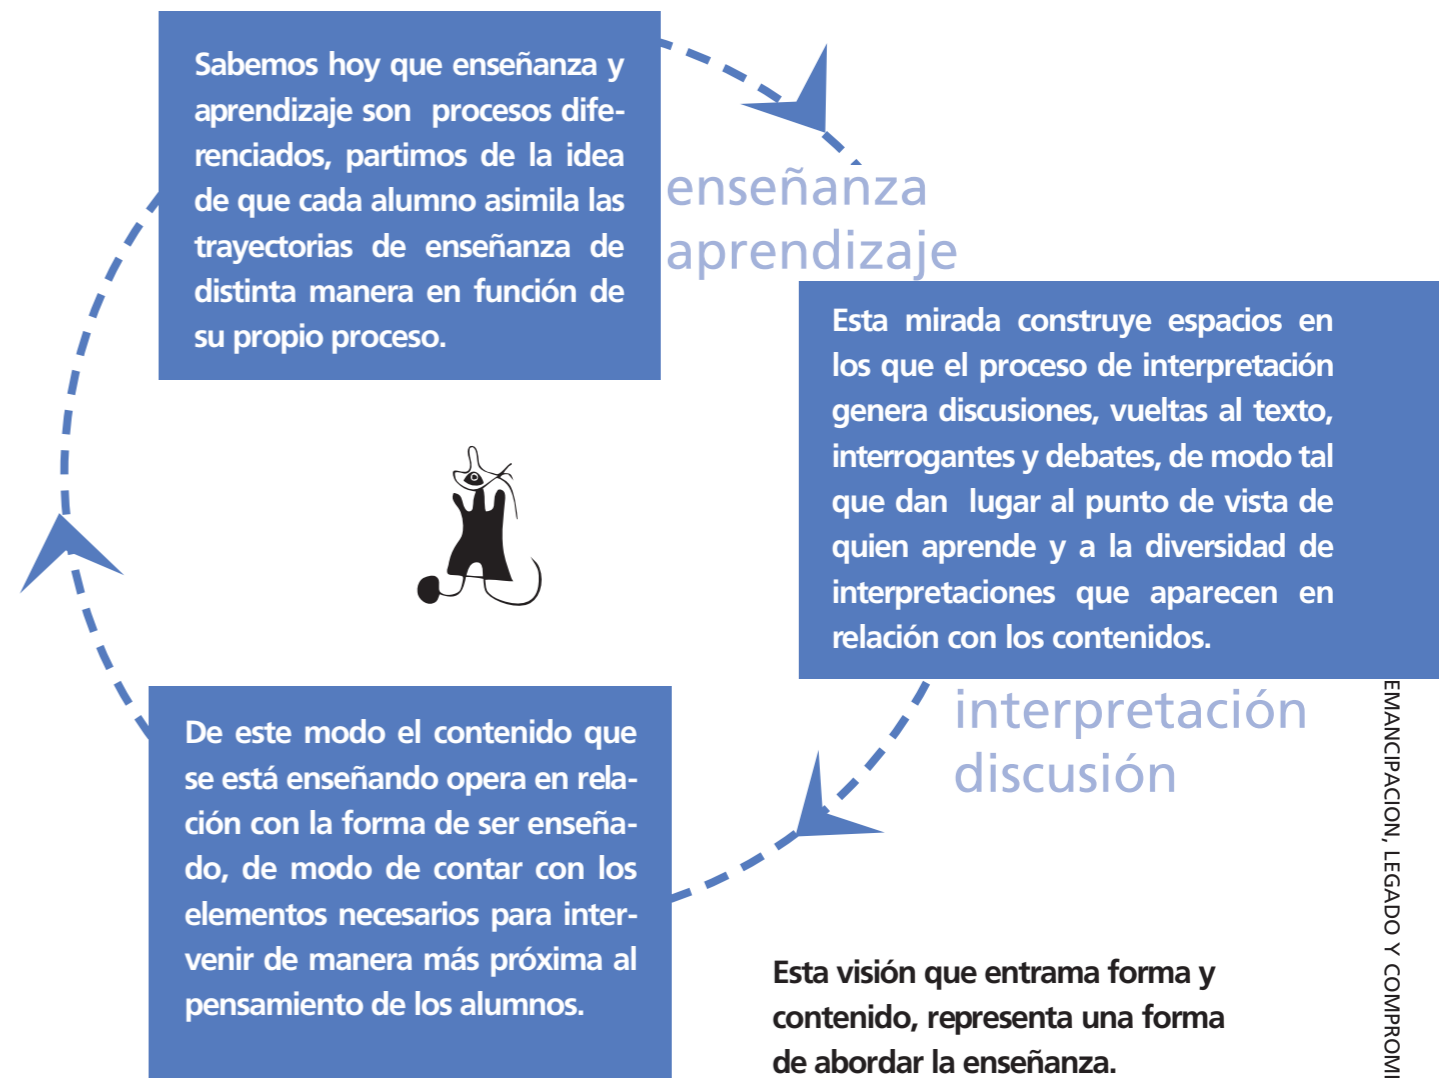 Sabemos hoy que enseñanza y
aprendizaje son procesos dife-
renciados, partimos de la idea
de que cada alumno asimila las
trayectorias de enseñanza de
distinta manera en función de
su propio proceso.
enseñanza
aprendizaje
Esta mirada construye espacios en
los que el proceso de interpretación
genera discusiones, vueltas al texto,
interrogantes y debates, de modo tal
que dan lugar al punto de vista de
quien aprende y a la diversidad de
interpretaciones que aparecen en
relación con los contenidos.
interpretación
discusión
De este modo el contenido que
se está enseñando opera en rela-
ción con la forma de ser enseña-
do, de modo de contar con los
elementos necesarios para inter-
venir de manera más próxima al
pensamiento de los alumnos.
Esta visión que entrama forma y
contenido, representa una forma
de abordar la enseñanza.
EMANCIPACION, LEGADO Y COMPROMI